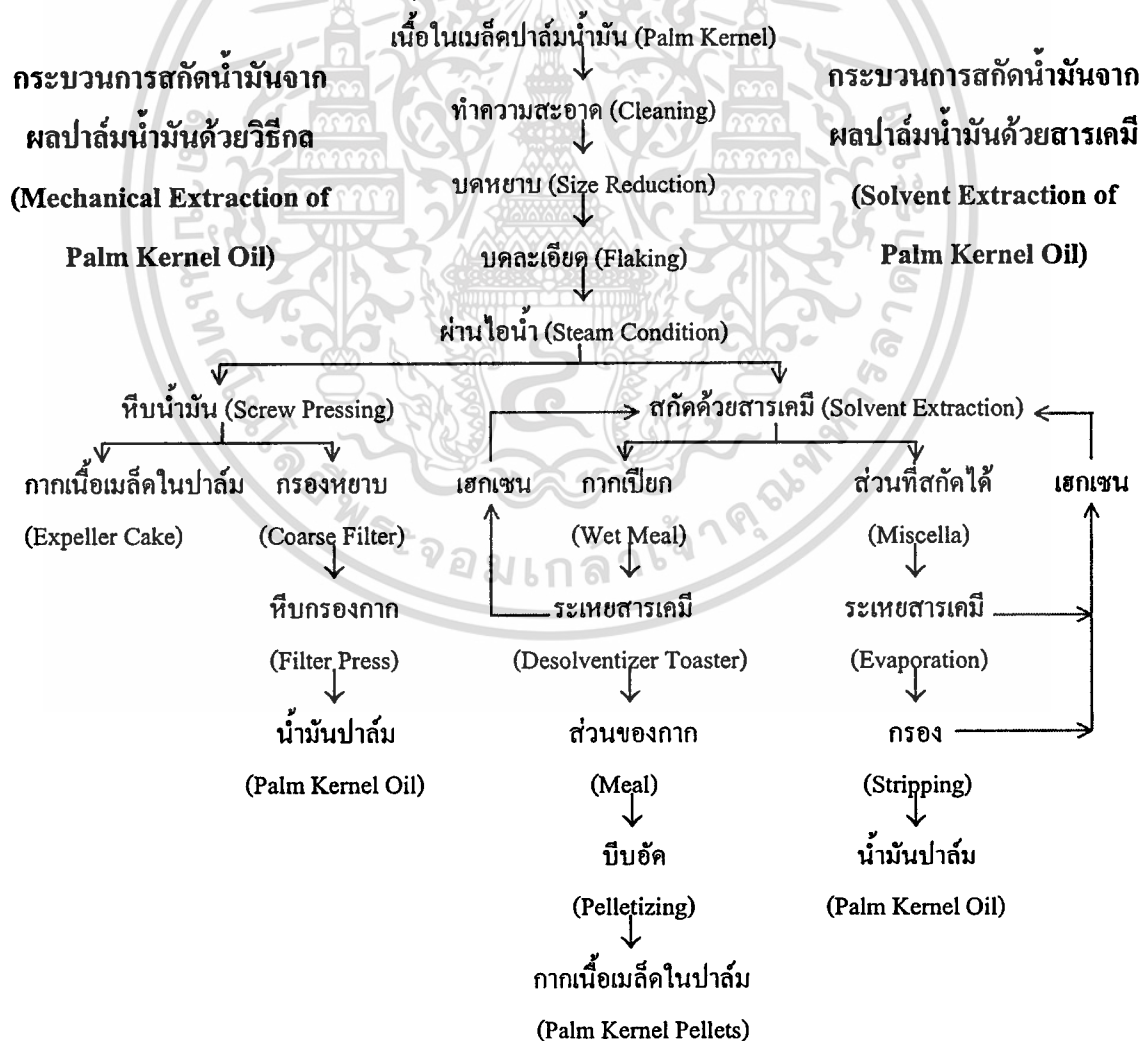 เนื้อในเมล็ดปาล์มน้ำมัน (Palm Kernel)
กระบวนการสกัดน้ำมันจาก
ผลปาล์มน้ำมันด้วยวิธีกล
(Mechanical Extraction of
Palm Kernel Oil)
กระบวนการสกัดน้ำมันจาก
ผลปาล์มน้ำมันด้วยสารเคมี
(Solvent Extraction of
Palm Kernel Oil)
ทำความสะอาด (Cleaning)
บดหยาบ (Size Reduction)
บดละเอียด (Flaking)
ผ่านไอน้ำ (Steam Condition)
หีบน้ำมัน (Screw Pressing)
สกัดด้วยสารเคมี (Solvent Extraction)
กากเนื้อเมล็ดในปาล์ม
(Expeller Cake)
กรองหยาบ
(Coarse Filter)
หีบกรองกาก
(Filter Press)
น้ำมันปาล์ม
(Palm Kernel Oil)
เฮกเซน
กากเปียก
(Wet Meal)
ระเหยสารเคมี
(Desolventizer Toaster)
ส่วนของกาก
(Meal)
บีบอัด
(Pelletizing)
กากเนื้อเมล็ดในปาล์ม
(Palm Kernel Pellets)
ส่วนที่สกัดได้
(Miscella)
ระเหยสารเคมี
(Evaporation)
กรอง
(Stripping)
น้ำมันปาล์ม
(Palm Kernel Oil)
เฮกเซน